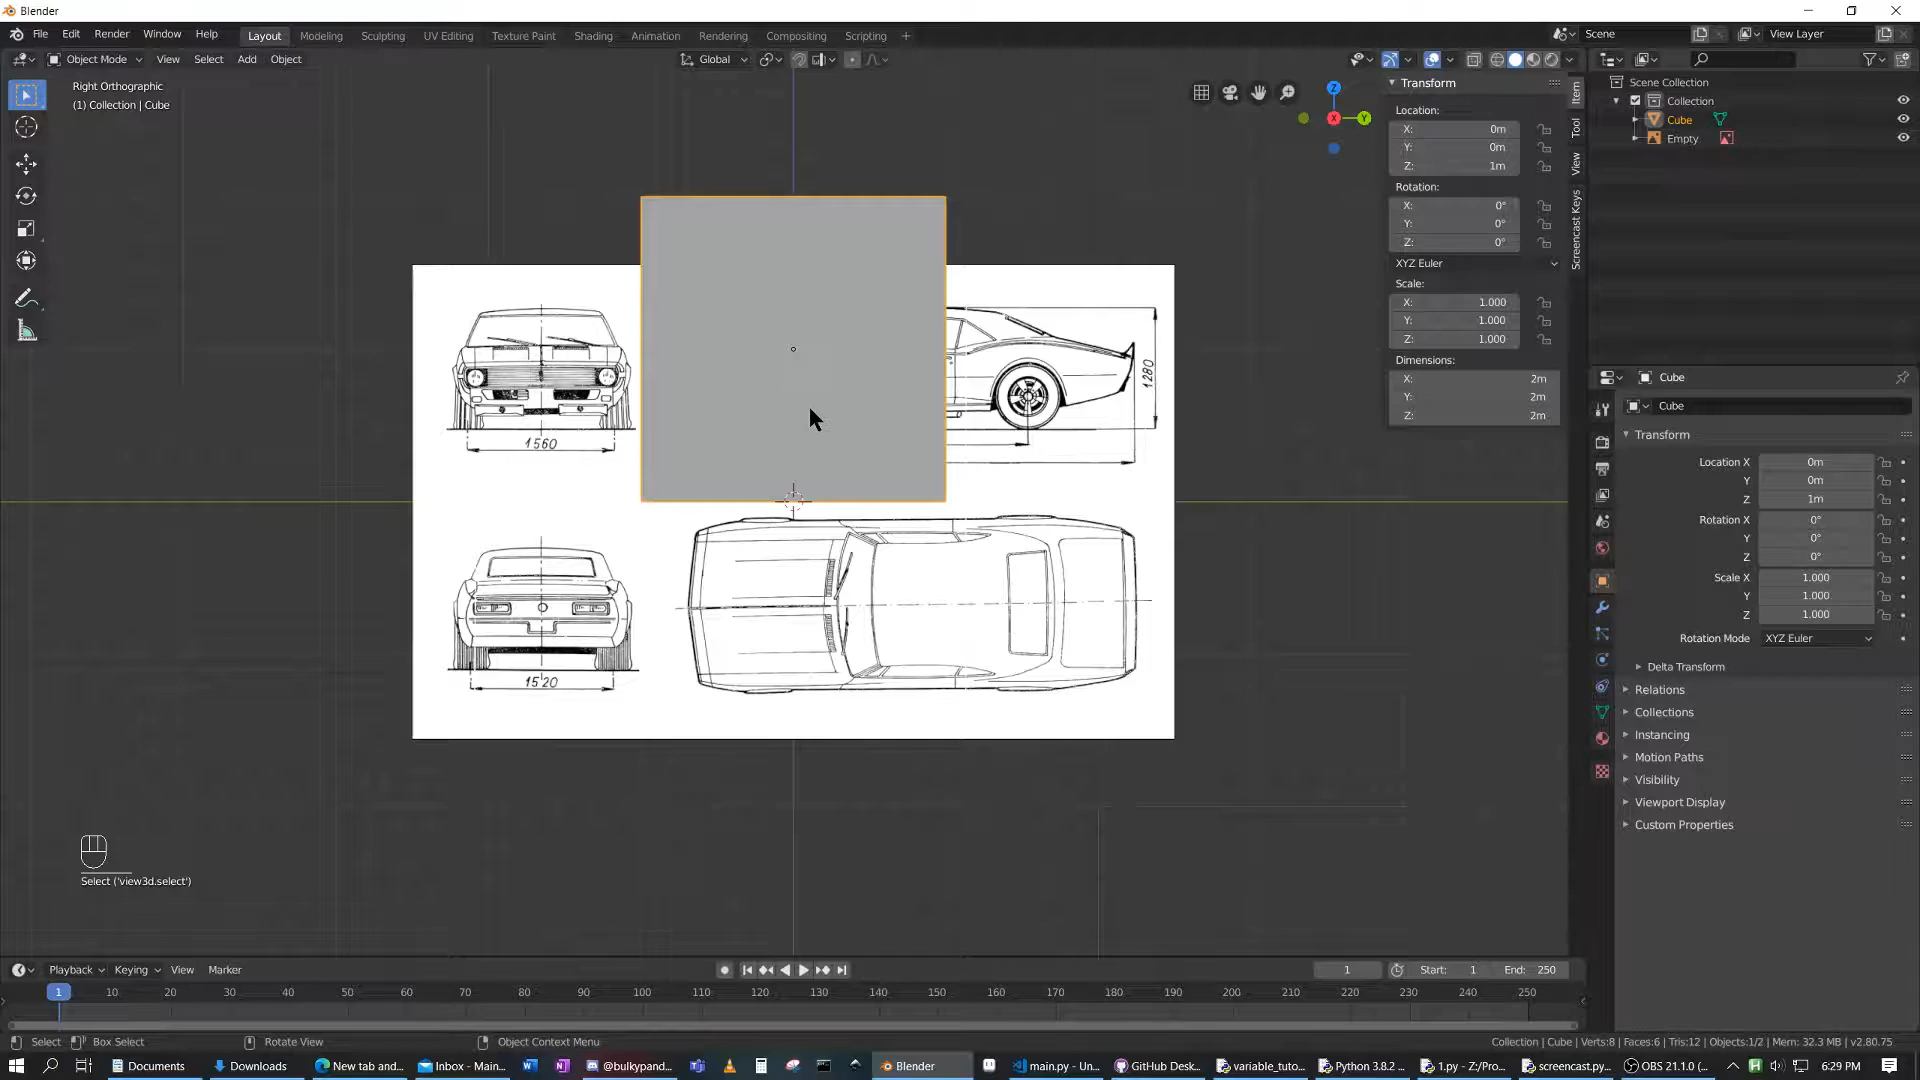 Blender
File Edit Render Window Help Layout Modeling Sculpting UV Editing Texture Paint Shading Animation Rendering Compositing Scripting + Scene View Layer
Object Mode View Select Add Object Global
Right Orthographic
(1) Collection | Cube
Transform
Location:
X: 0m
Y: 0m
Z: 1m
Rotation:
X: 0°
Y: 0°
Z: 0°
XYZ Euler
Scale:
X: 1.000
Y: 1.000
Z: 1.000
Dimensions:
X: 2m
Y: 2m
Z: 2m
Item
Tool
View
Screencast Keys
Z
X
Y
Scene Collection
Collection
Cube
Empty
1560
1280
1520
Cube
Cube
Transform
Location X 0m
Y 0m
Z 1m
Rotation X 0°
Y 0°
Z 0°
Scale X 1.000
Y 1.000
Z 1.000
Rotation Mode XYZ Euler
Delta Transform
Relations
Collections
Instancing
Motion Paths
Visibility
Viewport Display
Custom Properties
Select ('view3d.select')
Playback Keying View Marker 1 Start: 1 End: 250
1 10 20 30 40 50 60 70 80 90 100 110 120 130 140 150 160 170 180 190 200 210 220 230 240 250
Select Box Select Rotate View Object Context Menu Collection | Cube | Verts:8 | Faces:6 | Tris:12 | Objects:1/2 | Mem: 32.3 MB | v2.80.75
Documents Downloads New tab and... Inbox - Main... @bulkypand... Blender main.py - Un... GitHub Desk... variable_tuto... Python 3.8.2 ... 1.py - Z:/Pro... screencast.py... OBS 21.1.0 (... 6:29 PM